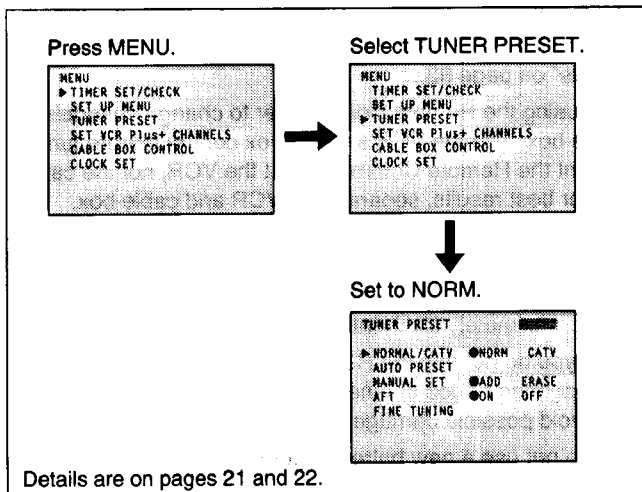 Press MENU.
MENU
▶ TIMER SET/CHECK
SET UP MENU
TUNER PRESET
SET VCR Plus+ CHANNELS
CABLE BOX CONTROL
CLOCK SET
Select TUNER PRESET.
MENU
TIMER SET/CHECK
SET UP MENU
▶ TUNER PRESET
SET VCR Plus+ CHANNELS
CABLE BOX CONTROL
CLOCK SET
Set to NORM.
TUNER PRESET
▶ NORMAL/CATV ●NORM CATV
AUTO PRESET
MANUAL SET ●ADD ERASE
AFT ●ON OFF
FINE TUNING
Details are on pages 21 and 22.